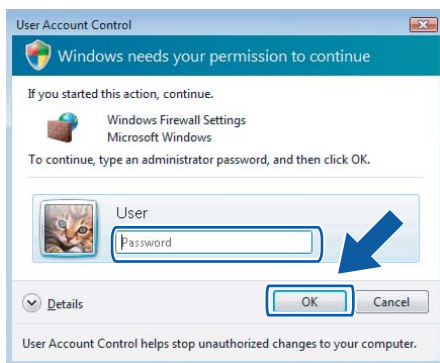 User Account Control
Windows needs your permission to continue
If you started this action, continue.
Windows Firewall Settings
Microsoft Windows
To continue, type an administrator password, and then click OK.
User
Password
Details
OK
Cancel
User Account Control helps stop unauthorized changes to your computer.